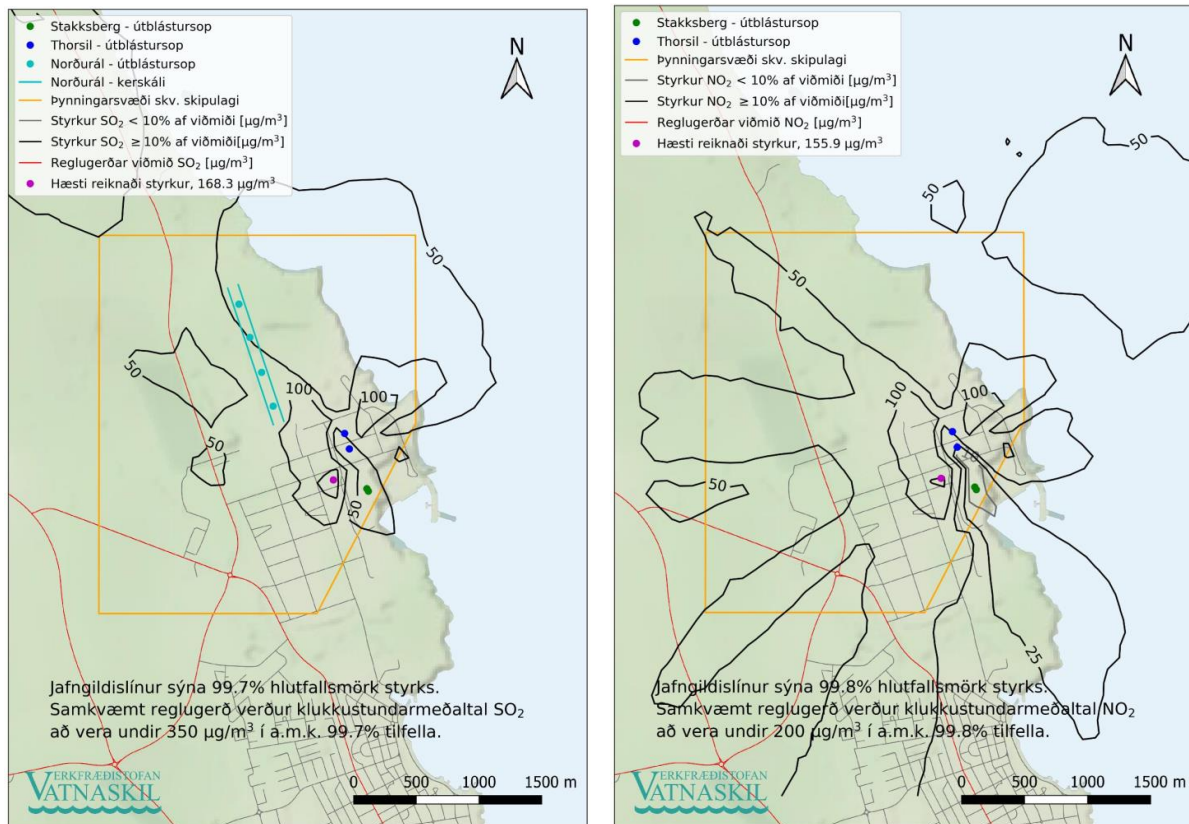 Stakksberg - útblástursop
Thorsil - útblástursop
Norðurál - útblástursop
Norðurál - kerskáli
Þynningarsvæði skv. skipulagi
Styrkur SO₂ < 10% af viðmiði [µg/m³]
Styrkur SO₂ ≥ 10% af viðmiði[µg/m³]
Reglugerðar viðmið SO₂ [µg/m³]
Hæsti reiknaði styrkur, 168.3 µg/m³
N
50
50
100
100
50
50
Jafngildislínur sýna 99.7% hlutfallsmörk styrks.
Samkvæmt reglugerð verður klukkustundarmeðaltal SO₂
að vera undir 350 µg/m³ í a.m.k. 99.7% tilfella.
VERKFRÆÐISTOFAN
VATNASKIL
0 500 1000 1500 m
Stakksberg - útblástursop
Thorsil - útblástursop
Þynningarsvæði skv. skipulagi
Styrkur NO₂ < 10% af viðmiði [µg/m³]
Styrkur NO₂ ≥ 10% af viðmiði[µg/m³]
Reglugerðar viðmið NO₂ [µg/m³]
Hæsti reiknaði styrkur, 155.9 µg/m³
N
50
50
50
100
100
10
50
25
Jafngildislínur sýna 99.8% hlutfallsmörk styrks.
Samkvæmt reglugerð verður klukkustundarmeðaltal NO₂
að vera undir 200 µg/m³ í a.m.k. 99.8% tilfella.
VERKFRÆÐISTOFAN
VATNASKIL
0 500 1000 1500 m